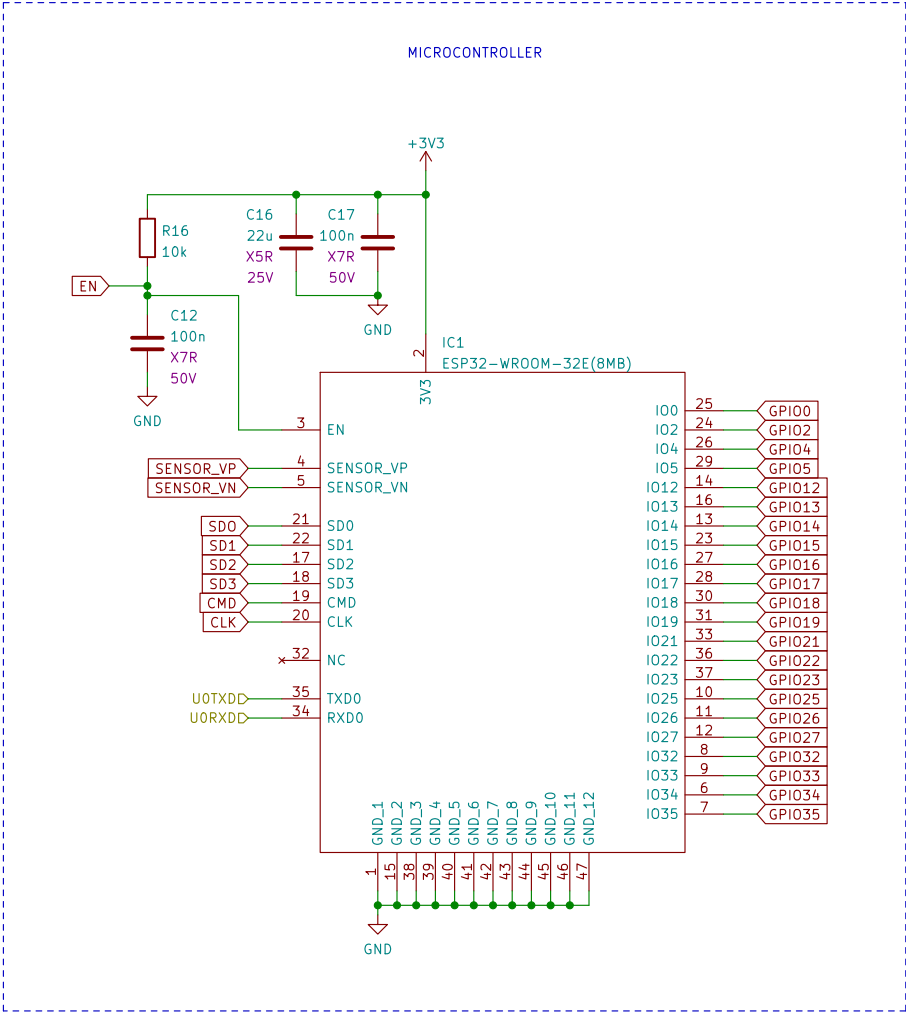 MICROCONTROLLER
+3V3
R16
10k
C16
22u
X5R
25V
C17
100n
X7R
50V
EN
GND
C12
100n
X7R
50V
GND
IC1
ESP32-WROOM-32E(8MB)
2
3V3
3 EN
SENSOR_VP 4 SENSOR_VP
SENSOR_VN 5 SENSOR_VN
SD0 21 SD0
SD1 22 SD1
SD2 17 SD2
SD3 18 SD3
CMD 19 CMD
CLK 20 CLK
32 NC
U0TXD 35 TXD0
U0RXD 34 RXD0
IO0 25 GPIO0
IO2 24 GPIO2
IO4 26 GPIO4
IO5 29 GPIO5
IO12 14 GPIO12
IO13 16 GPIO13
IO14 13 GPIO14
IO15 23 GPIO15
IO16 27 GPIO16
IO17 28 GPIO17
IO18 30 GPIO18
IO19 31 GPIO19
IO21 33 GPIO21
IO22 36 GPIO22
IO23 37 GPIO23
IO25 10 GPIO25
IO26 11 GPIO26
IO27 12 GPIO27
IO32 8 GPIO32
IO33 9 GPIO33
IO34 6 GPIO34
IO35 7 GPIO35
GND_1 1
GND_2 15
GND_3 38
GND_4 39
GND_5 40
GND_6 41
GND_7 42
GND_8 43
GND_9 44
GND_10 45
GND_11 46
GND_12 47
GND